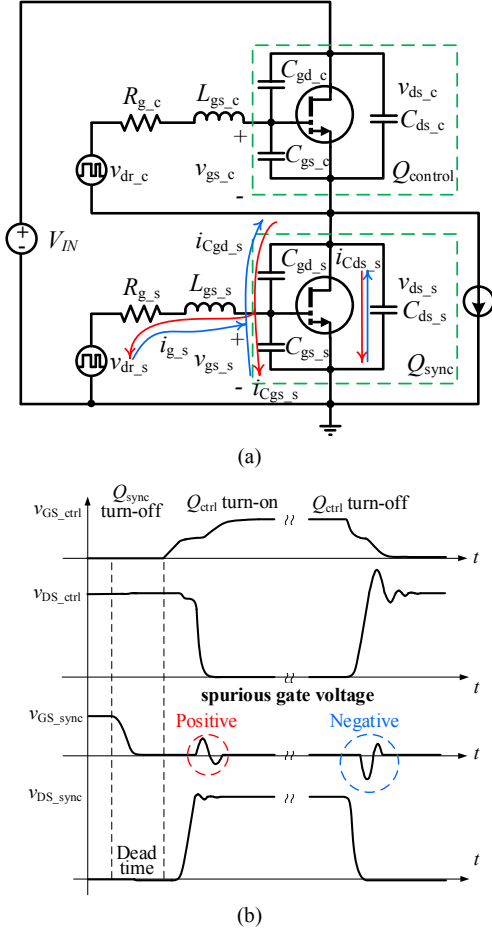 C_gd_c
v_ds_c
L_gs_c
R_g_c
+
C_ds_c
C_gs_c
v_gs_c
v_dr_c
-
Q_control
+
-
V_IN
i_Cgd_s
C_gd_s
i_Cds_s
v_ds_s
L_gs_s
R_g_s
C_ds_s
+
i_g_s
C_gs_s
v_dr_s
v_gs_s
Q_sync
-
i_Cgs_s
(a)
Q_sync
turn-off
Q_ctrl turn-on
Q_ctrl turn-off
v_GS_ctrl
t
v_DS_ctrl
t
spurious gate voltage
v_GS_sync
Positive
Negative
t
v_DS_sync
Dead
time
t
(b)